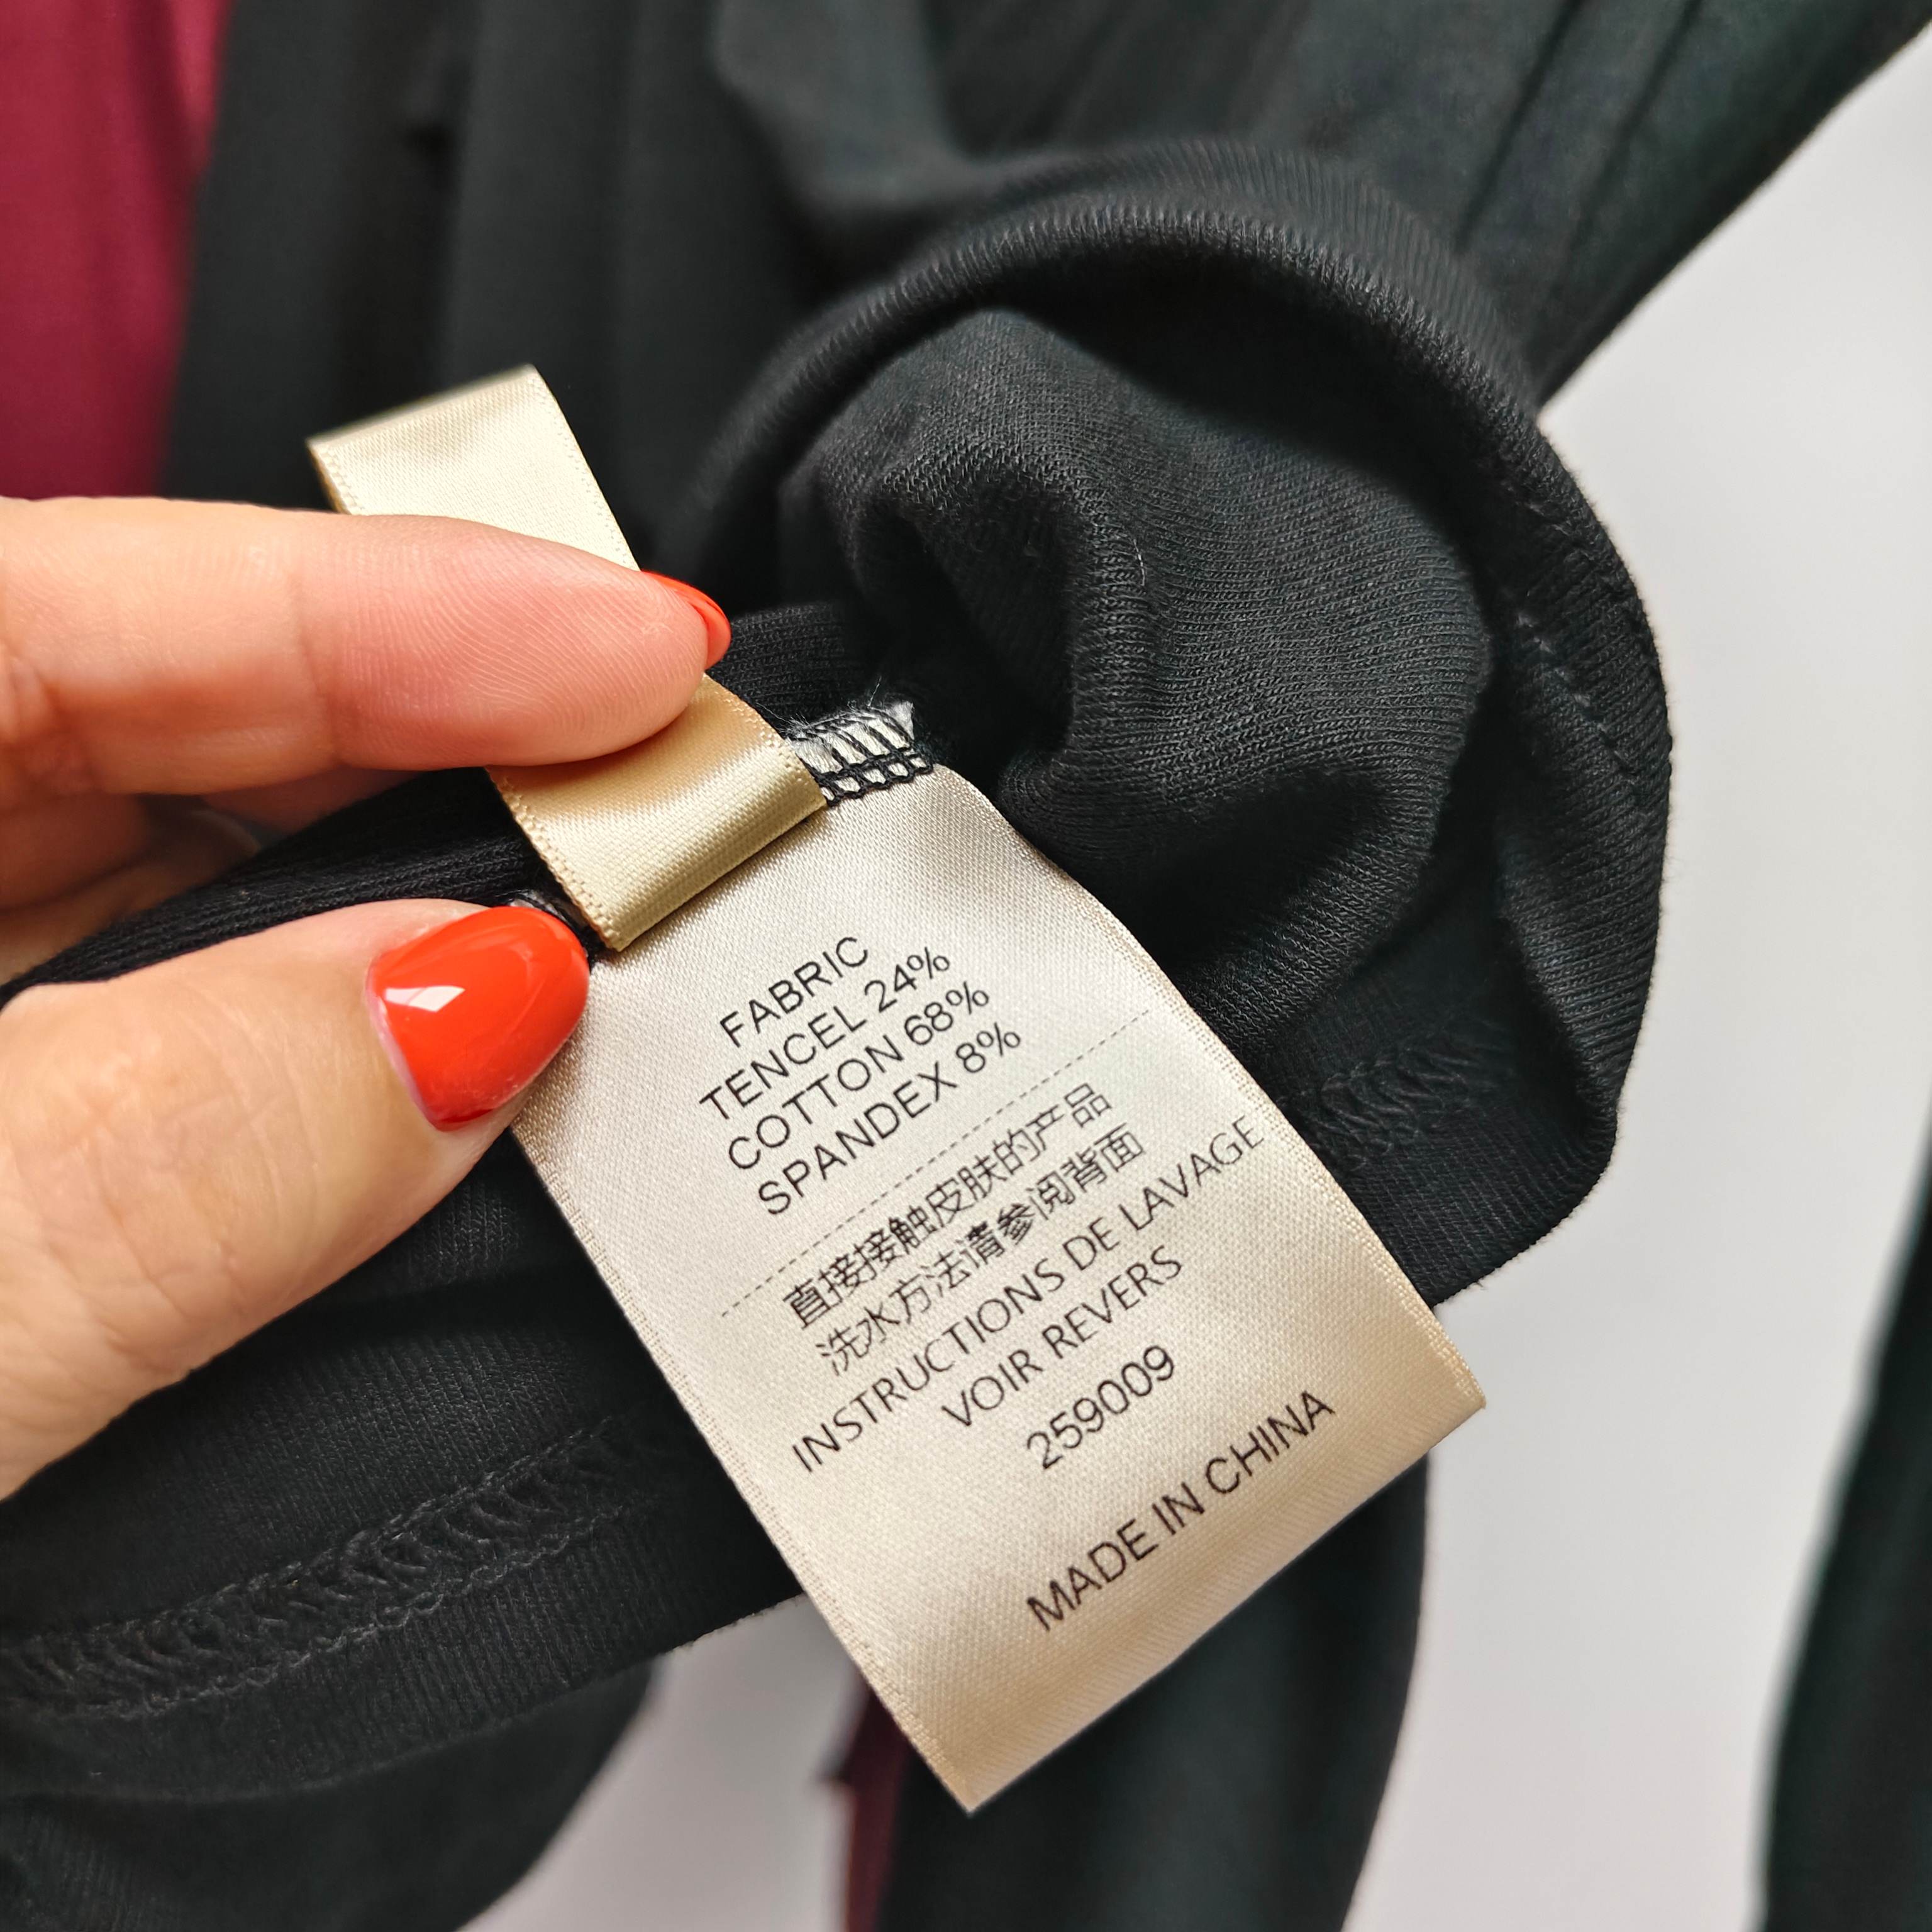 FABRIC
TENCEL 24%
COTTON 68%
SPANDEX 8%
直接接触皮肤的产品
洗水方法请参阅背面
INSTRUCTIONS DE LAVAGE
VOIR REVERS
259009
MADE IN CHINA